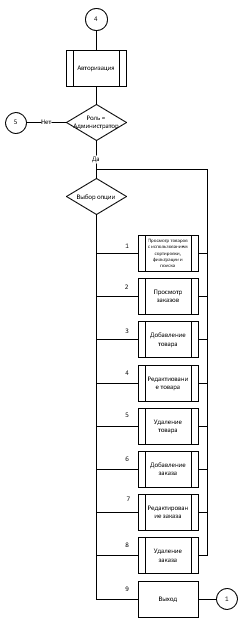 4
Авторизация
Роль =
Администратор
5
Нет
Да
Выбор опции
1
Просмотр товаров
с использованием
сортировки,
фильтрации и
поиска
2
Просмотр
заказов
3
Добавление
товара
4
Редактиовани
е товара
5
Удаление
товара
6
Добавление
заказа
7
Редактирован
ие заказа
8
Удаление
заказа
9
Выход
1